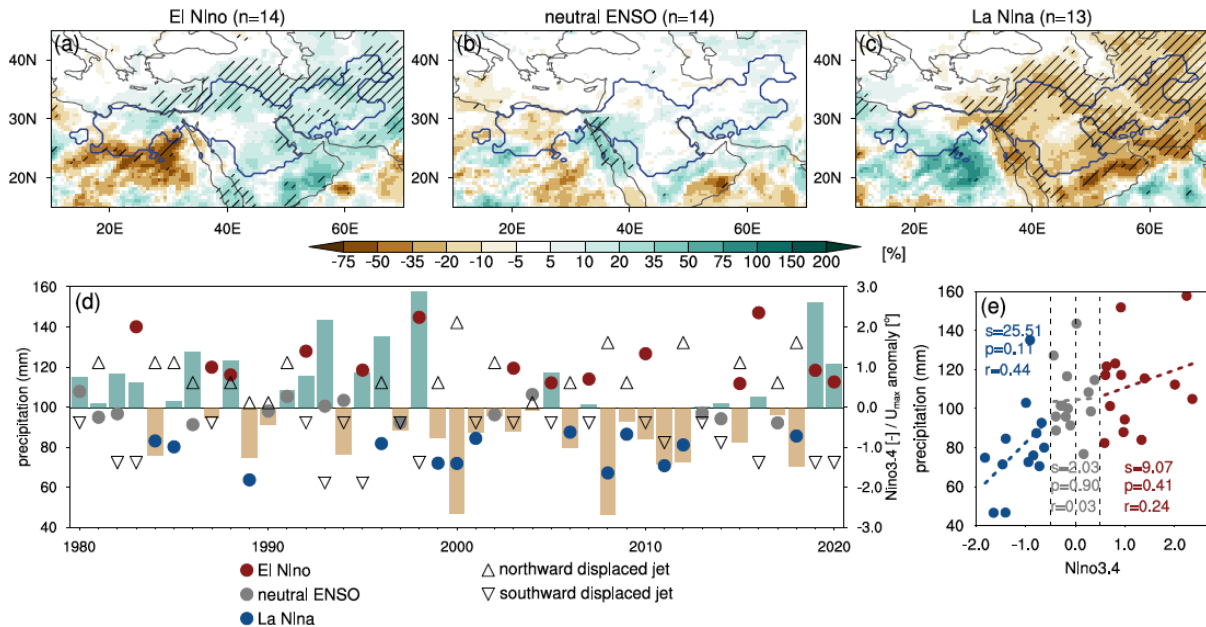 El Nino (n=14)
neutral ENSO (n=14)
La Nina (n=13)
(a)
(b)
(c)
40N
30N
20N
40N
30N
20N
40N
30N
20N
20E 40E 60E
20E 40E 60E
20E 40E 60E
-75 -50 -35 -20 -10 -5 5 10 20 35 50 75 100 150 200
[%]
(d)
precipitation (mm)
160
140
120
100
80
60
40
3.0
2.0
1.0
0.0
-1.0
-2.0
-3.0
Nino3.4 [-] / Umax anomaly [°]
1980 1990 2000 2010 2020
El Nino
neutral ENSO
La Nina
northward displaced jet
southward displaced jet
(e)
precipitation (mm)
160
140
120
100
80
60
40
s=25.51
p=0.11
r=0.44
s=2.03
p=0.90
r=0.03
s=9.07
p=0.41
r=0.24
-2.0 -1.0 0.0 1.0 2.0
Nino3.4